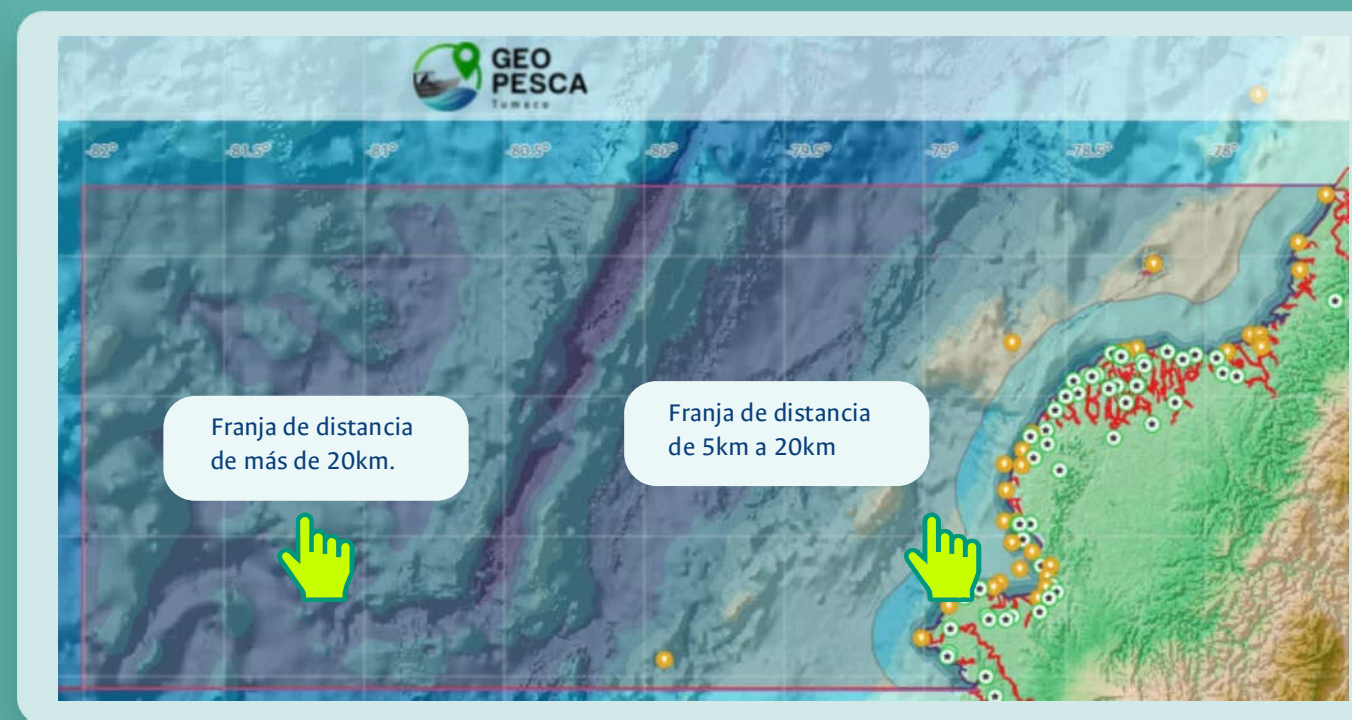 GEO
PESCA
Tumaco
-82°
-81.5°
-81°
-80.5°
-80°
-79.5°
-79°
-78.5°
-78°
Franja de distancia
de más de 20km.
Franja de distancia
de 5km a 20km